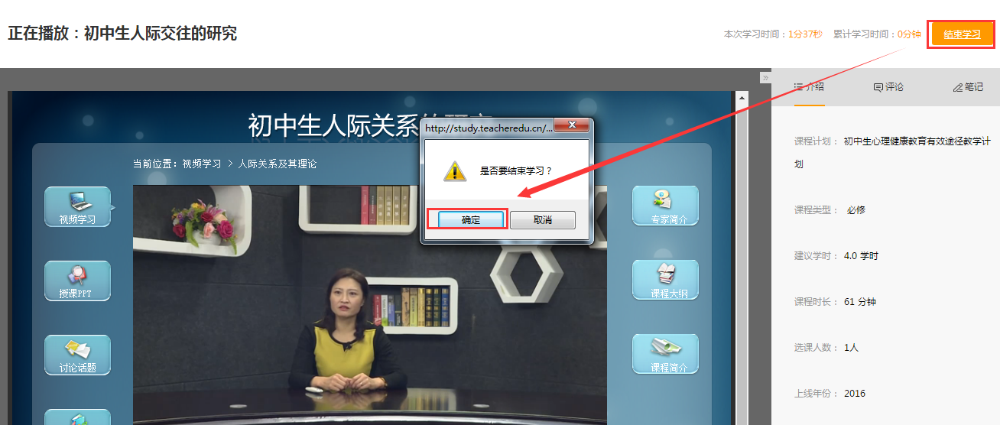 正在播放：初中生人际交往的研究
本次学习时间：1分37秒 累计学习时间：0分钟 结束学习
»
介绍 评论 笔记
初中生人际关系的研究
http://study.teacheredu.cn/...
是否要结束学习？
确定 取消
当前位置：视频学习 > 人际关系及其理论
视频学习
授课PPT
讨论话题
专家简介
课程大纲
课程简介
课程计划： 初中生心理健康教育有效途径教学计
划
课程类型： 必修
建议学时： 4.0 学时
课程时长： 61 分钟
选课人数： 1人
上线年份： 2016